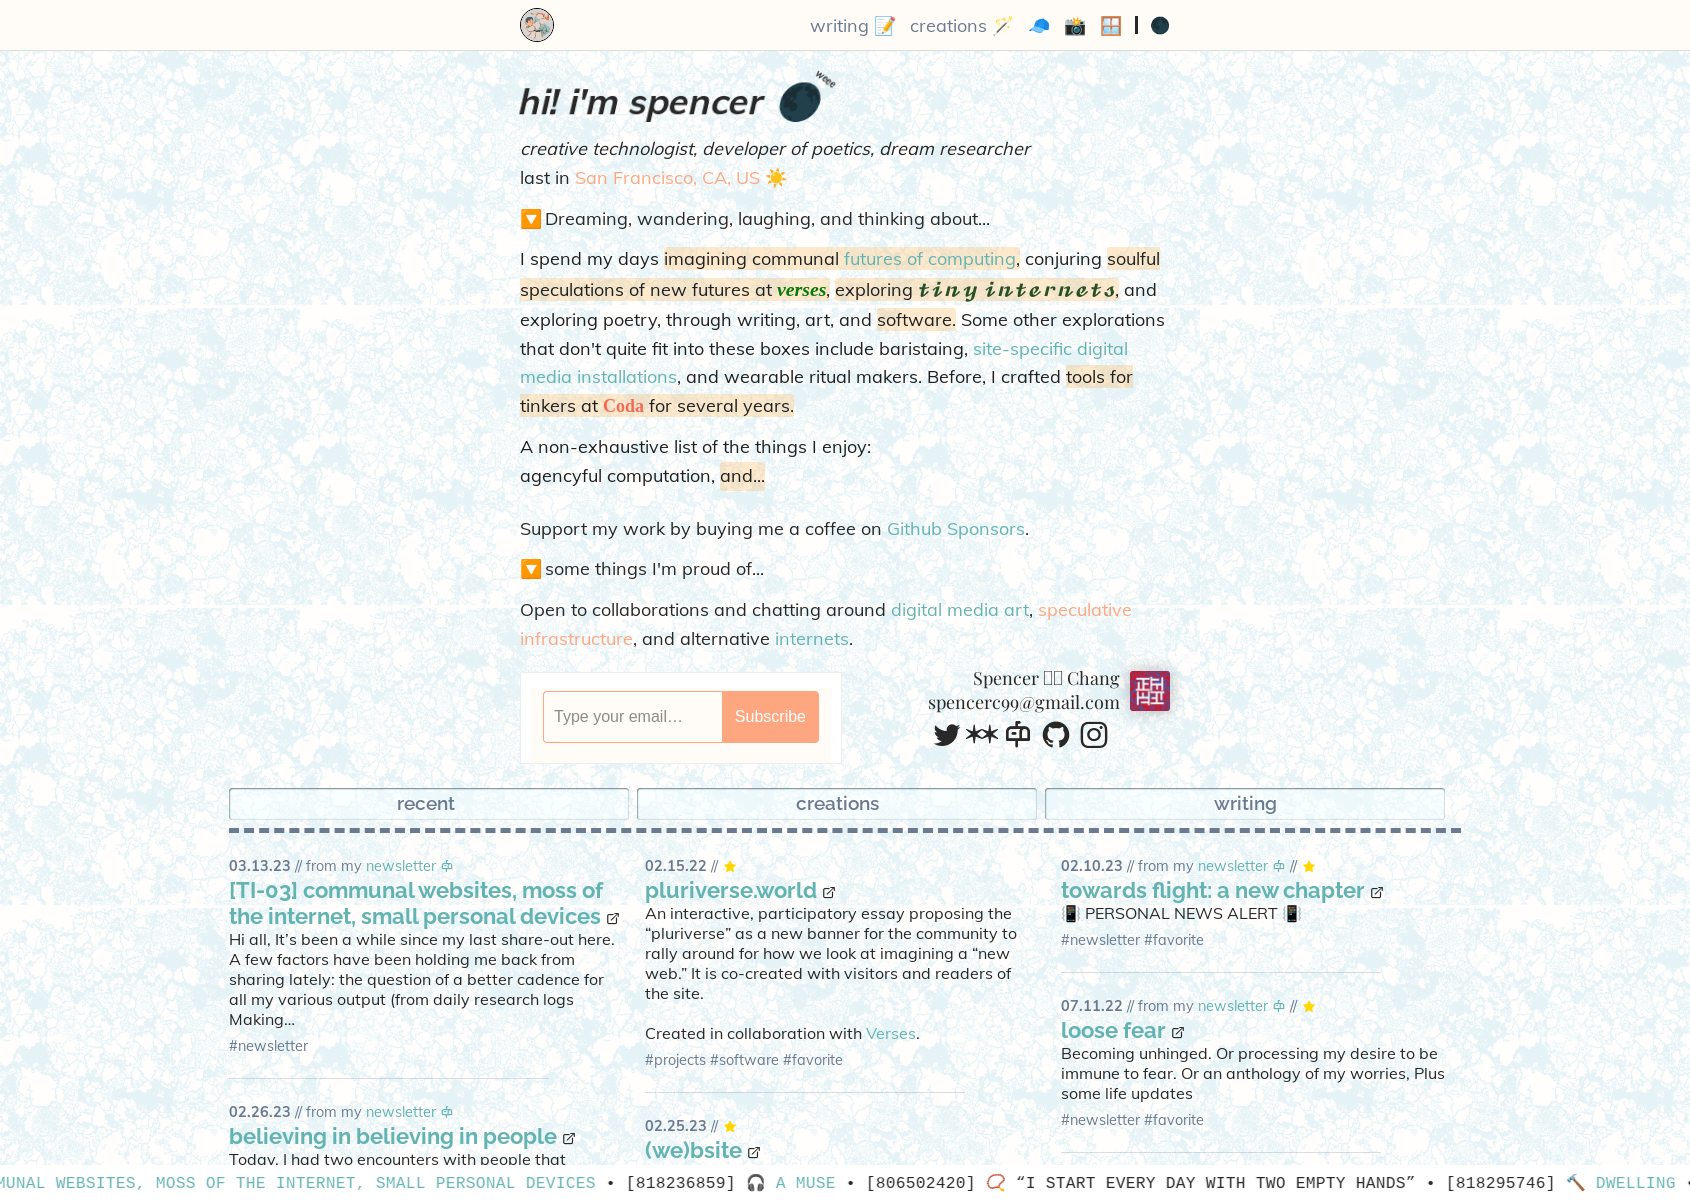 writing 📝 creations 🪄 🧢 📸 🪟 | 🌑
hi! i'm spencer 🌑 weee
creative technologist, developer of poetics, dream researcher
last in San Francisco, CA, US ☀️
🔽 Dreaming, wandering, laughing, and thinking about...
I spend my days imagining communal futures of computing, conjuring soulful
speculations of new futures at verses, exploring tiny internets, and
exploring poetry, through writing, art, and software. Some other explorations
that don't quite fit into these boxes include baristaing, site-specific digital
media installations, and wearable ritual makers. Before, I crafted tools for
tinkers at Coda for several years.
A non-exhaustive list of the things I enjoy:
agencyful computation, and...
Support my work by buying me a coffee on Github Sponsors.
🔽 some things I'm proud of...
Open to collaborations and chatting around digital media art, speculative
infrastructure, and alternative internets.
Type your email…
Subscribe
Spencer Chang
spencerc99@gmail.com
recent
creations
writing
03.13.23 // from my newsletter
[TI-03] communal websites, moss of
the internet, small personal devices
Hi all, It’s been a while since my last share-out here.
A few factors have been holding me back from
sharing lately: the question of a better cadence for
all my various output (from daily research logs
Making...
#newsletter
02.26.23 // from my newsletter
believing in believing in people
Today, I had two encounters with people that
02.15.22 // ⭐
pluriverse.world
An interactive, participatory essay proposing the
“pluriverse” as a new banner for the community to
rally around for how we look at imagining a “new
web.” It is co-created with visitors and readers of
the site.
Created in collaboration with Verses.
#projects #software #favorite
02.25.23 // ⭐
(we)bsite
02.10.23 // from my newsletter // ⭐
towards flight: a new chapter
📳 PERSONAL NEWS ALERT 📳
#newsletter #favorite
07.11.22 // from my newsletter // ⭐
loose fear
Becoming unhinged. Or processing my desire to be
immune to fear. Or an anthology of my worries, Plus
some life updates
#newsletter #favorite
MUNAL WEBSITES, MOSS OF THE INTERNET, SMALL PERSONAL DEVICES • [818236859] 🎧 A MUSE • [806502420] 📿 “I START EVERY DAY WITH TWO EMPTY HANDS” • [818295746] 🔨 DWELLING •